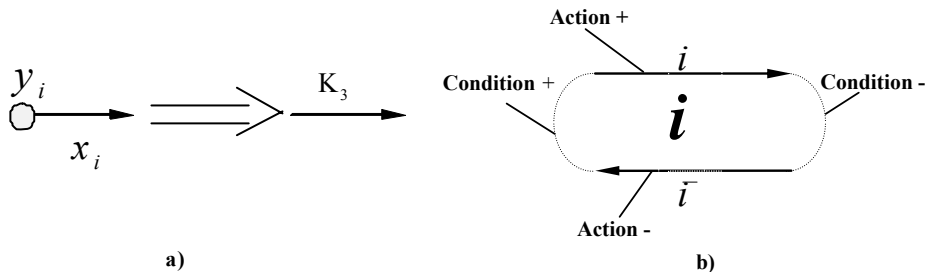 y_i
x_i
K_3
a)
Action +
i
Condition +
Condition -
i
i̅
Action -
b)